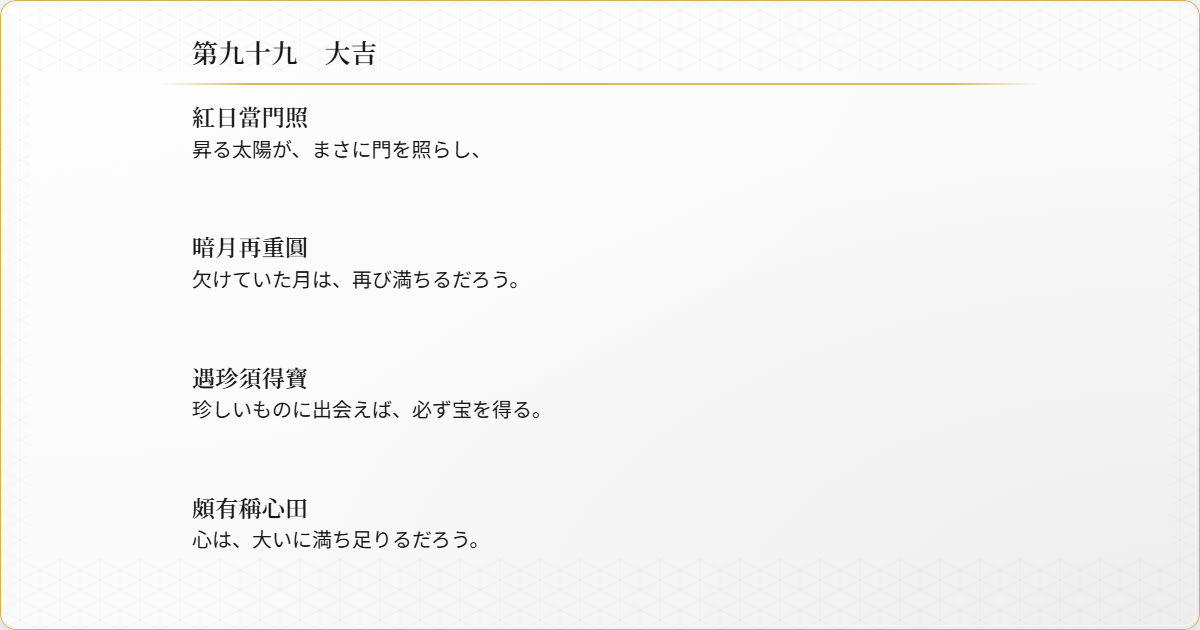 第九十九　大吉
紅日當門照
昇る太陽が、まさに門を照らし、
暗月再重圓
欠けていた月は、再び満ちるだろう。
遇珍須得寶
珍しいものに出会えば、必ず宝を得る。
頗有稱心田
心は、大いに満ち足りるだろう。